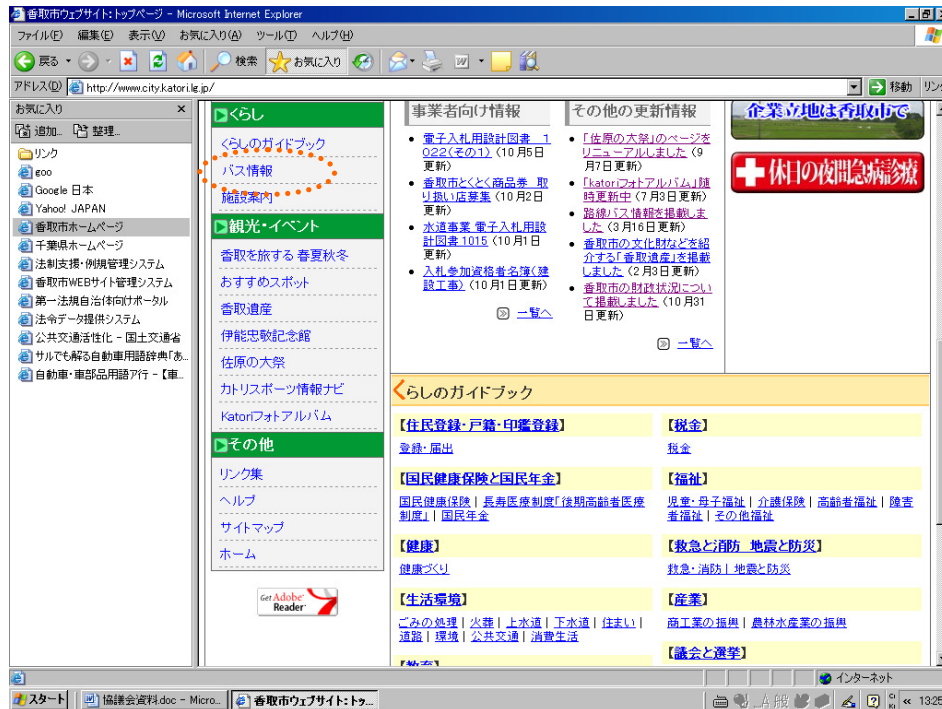 香取市ウェブサイト：トップページ - Microsoft Internet Explorer
ファイル(F) 編集(E) 表示(V) お気に入り(A) ツール(T) ヘルプ(H)
戻る 検索 お気に入り
アドレス(D) http://www.city.katori.lg.jp/ 移動 リンク
お気に入り ×
追加... 整理...
リンク
goo
Google 日本
Yahoo! JAPAN
香取市ホームページ
千葉県ホームページ
法制支援・例規管理システム
香取市WEBサイト管理システム
第一法規自治体向けポータル
法令データ提供システム
公共交通活性化 - 国土交通省
サルでも解る自動車用語辞典「あ...
自動車・車部品用語ア行 - 【車...
くらし
くらしのガイドブック
バス情報
施設案内
観光・イベント
香取を旅する 春夏秋冬
おすすめスポット
香取遺産
伊能忠敬記念館
佐原の大祭
カトリスポーツ情報ナビ
Katoriフォトアルバム
その他
リンク集
ヘルプ
サイトマップ
ホーム
Get Adobe
Reader
事業者向け情報
電子入札用設計図書 1
022(その1) (10月5日
更新)
香取市とくとく商品券 取
り扱い店募集 (10月2日
更新)
水道事業 電子入札用設
計図書 1015 (10月1日
更新)
入札参加資格者名簿(建
設工事) (10月1日更新)
一覧へ
その他の更新情報
「佐原の大祭」のページを
リニューアルしました (9
月7日更新)
「katoriフォトアルバム」随
時更新中 (7月3日更新)
路線バス情報を掲載しま
した (3月16日更新)
香取市の文化財などを紹
介する「香取遺産」を掲載
しました (2月3日更新)
香取市の財政状況につい
て掲載しました (10月31
日更新)
一覧へ
企業立地は香取市で
休日の夜間急病診療
くらしのガイドブック
【住民登録・戸籍・印鑑登録】
登録・届出
【国民健康保険と国民年金】
国民健康保険 | 長寿医療制度「後期高齢者医療
制度」 | 国民年金
【健康】
健康づくり
【生活環境】
ごみの処理 | 火葬 | 上水道 | 下水道 | 住まい |
道路 | 環境 | 公共交通 | 消費生活
【教育】
【税金】
税金
【福祉】
児童・母子福祉 | 介護保険 | 高齢者福祉 | 障害
者福祉 | その他福祉
【救急と消防 地震と防災】
救急・消防 | 地震と防災
【産業】
商工業の振興 | 農林水産業の振興
【議会と選挙】
インターネット
スタート 協議会資料.doc - Micro... 香取市ウェブサイト：トッ... A 般 13:25